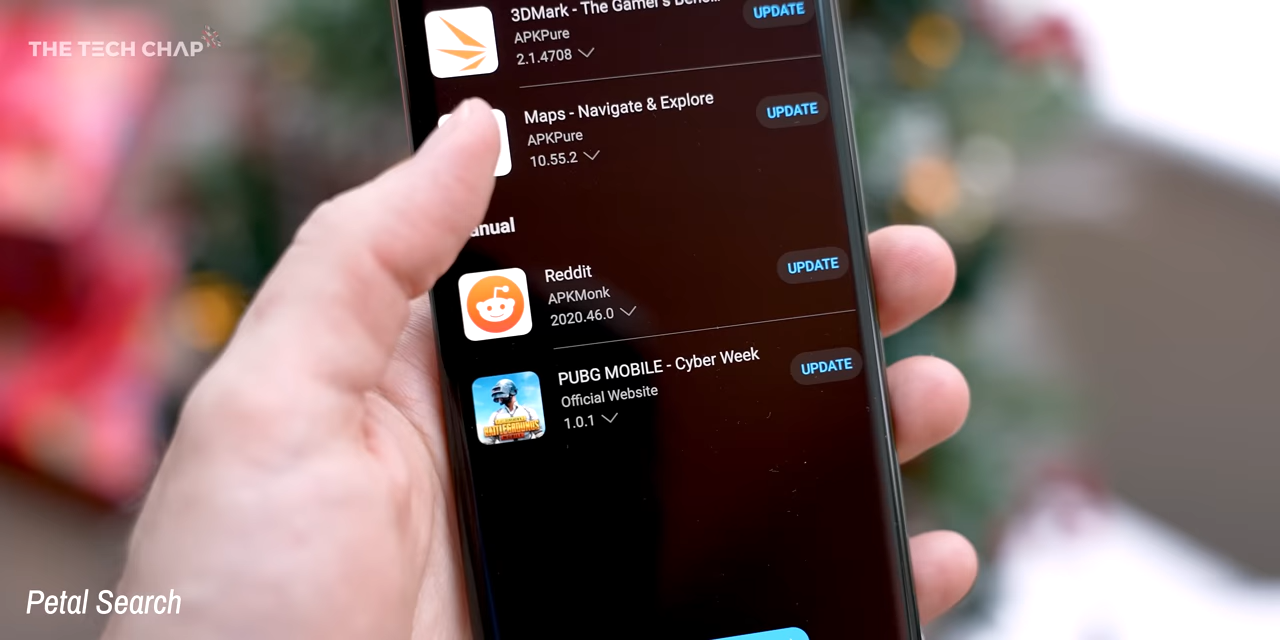 THE TECH CHAP
3DMark - The Gamer's Benc...
UPDATE
APKPure
2.1.4708
Maps - Navigate & Explore
UPDATE
APKPure
10.55.2
anual
Reddit
UPDATE
APKMonk
2020.46.0
PUBG MOBILE - Cyber Week
UPDATE
Official Website
1.0.1
BATTLEGROUNDS
Petal Search